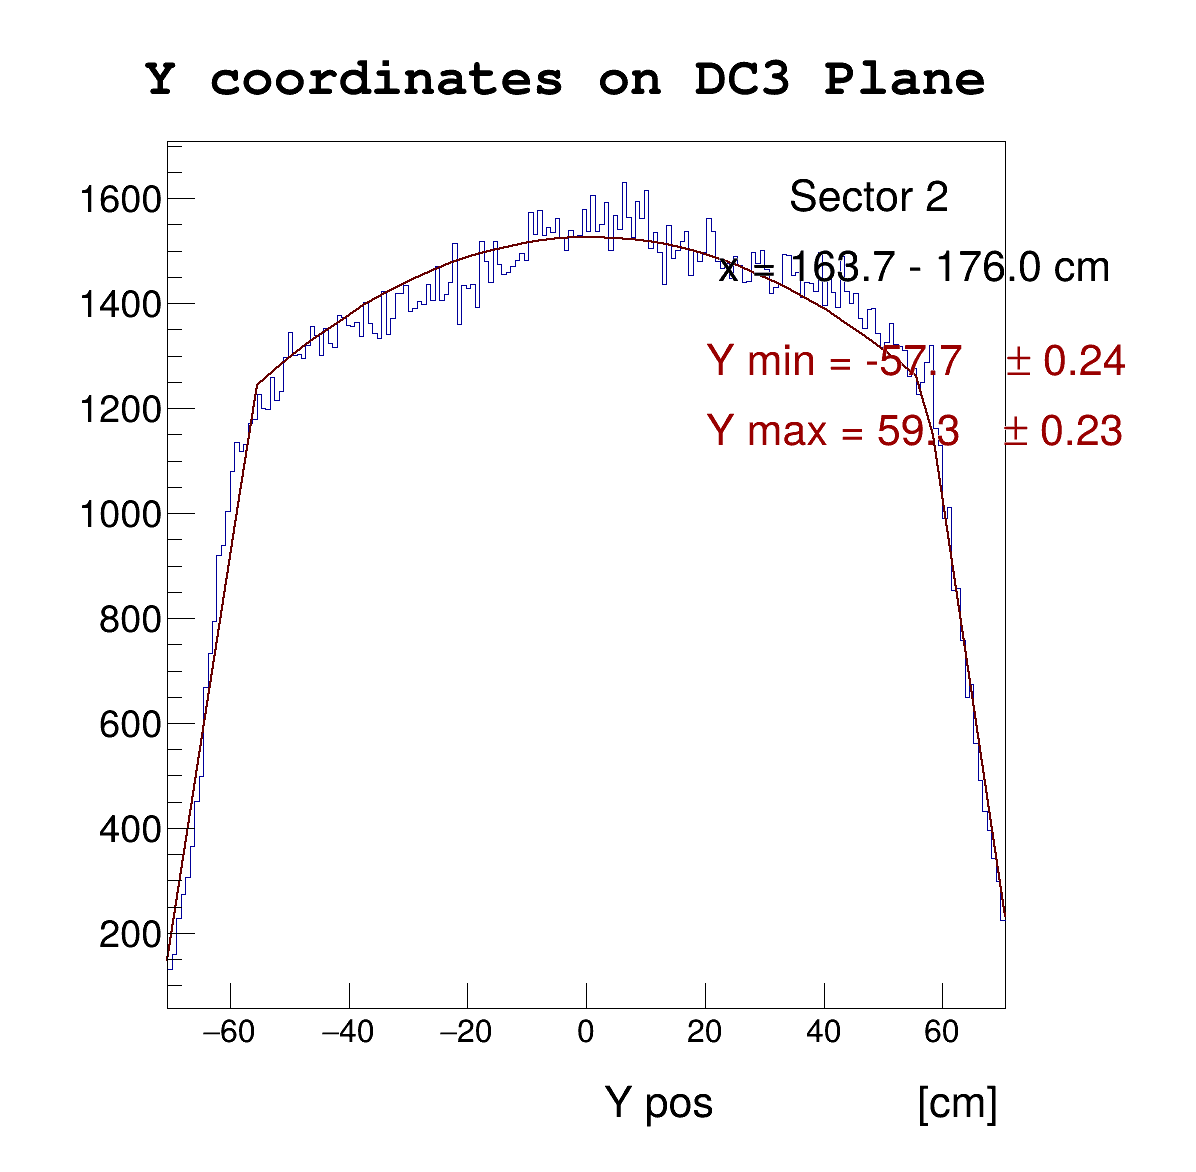 Y coordinates on DC3 Plane
Sector 2
x = 163.7 - 176.0 cm
Y min = -57.7 ± 0.24
Y max = 59.3 ± 0.23
1600
1400
1200
1000
800
600
400
200
−60 −40 −20 0 20 40 60
Y pos [cm]